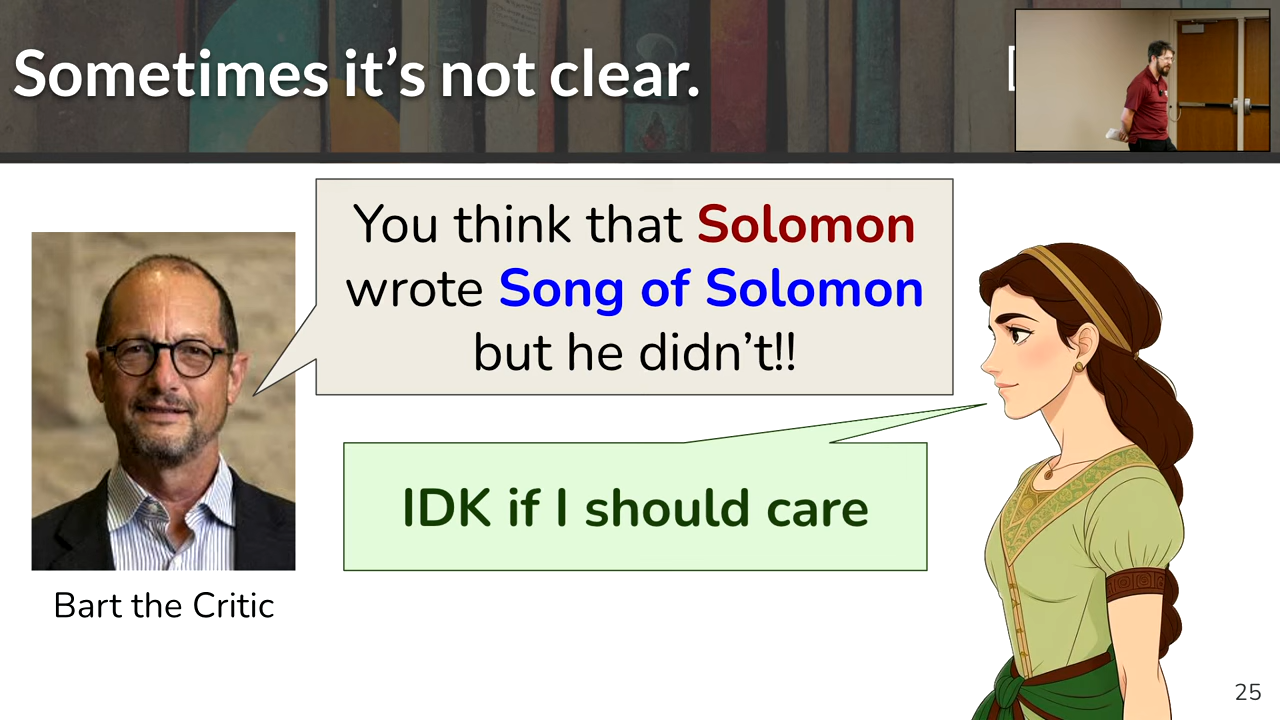 Sometimes it's not clear.
You think that Solomon
wrote Song of Solomon
but he didn't!!
IDK if I should care
Bart the Critic
25